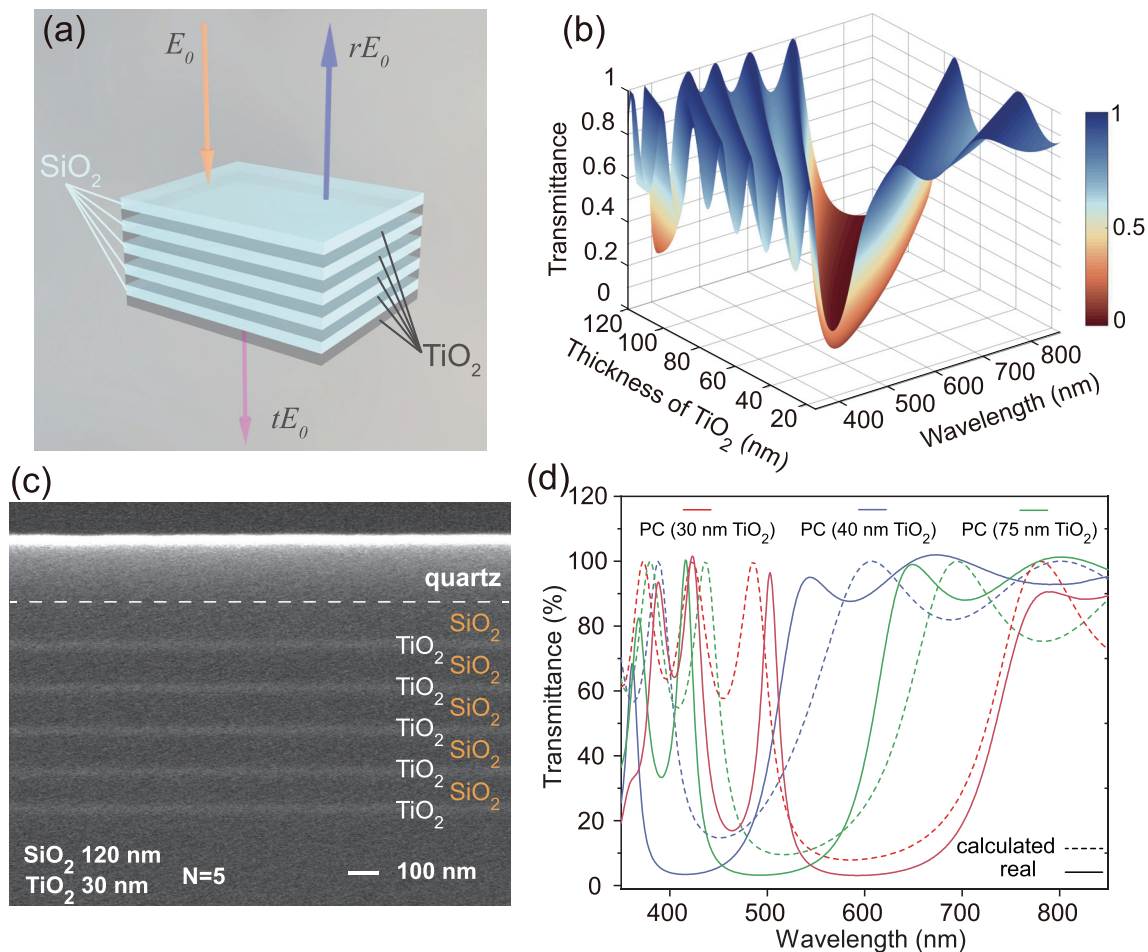 (a)
E₀
rE₀
SiO₂
TiO₂
tE₀
(b)
Transmittance
1
0.8
0.6
0.4
0.2
0
120
100
80
60
40
20
Thickness of TiO₂ (nm)
400
500
600
700
800
Wavelength (nm)
1
0.5
0
(c)
quartz
SiO₂
TiO₂
SiO₂
TiO₂
SiO₂
TiO₂
SiO₂
TiO₂
SiO₂
TiO₂
SiO₂ 120 nm
TiO₂ 30 nm
N=5
100 nm
(d)
Transmittance (%)
120
100
80
60
40
20
0
PC (30 nm TiO₂)
PC (40 nm TiO₂)
PC (75 nm TiO₂)
calculated
real
400
500
600
700
800
Wavelength (nm)